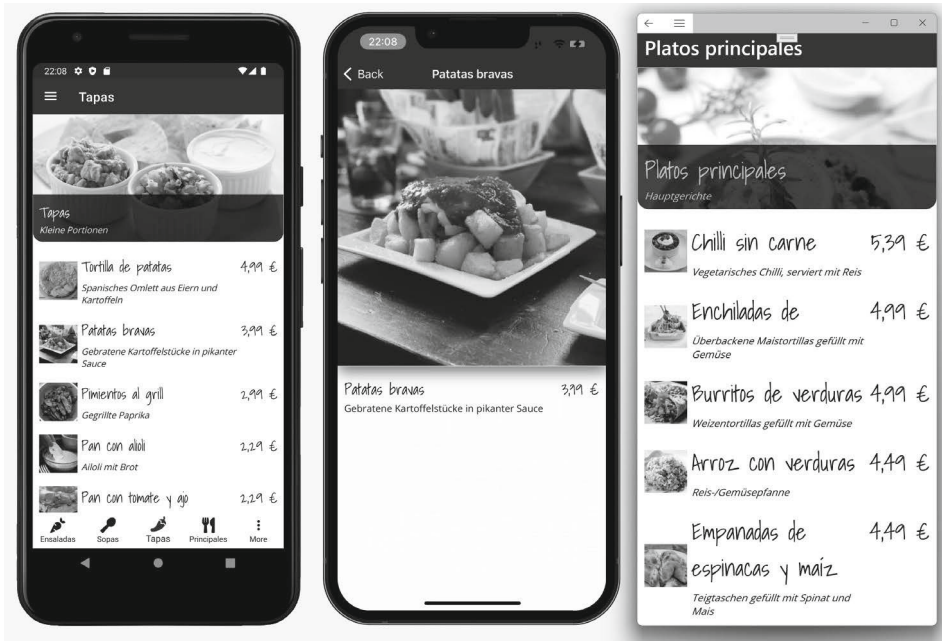 22:08
Tapas
Tapas
Kleine Portionen
Tortilla de patatas 4,99 €
Spanisches Omlett aus Eiern und
Kartoffeln
Patatas bravas 3,99 €
Gebratene Kartoffelstücke in pikanter
Sauce
Pimientos al grill 2,99 €
Gegrillte Paprika
Pan con alioli 2,29 €
Ailoli mit Brot
Pan con tomate y ajo 2,29 €
Ensaladas Sopas Tapas Principales More
22:08
Back Patatas bravas
Patatas bravas 3,99 €
Gebratene Kartoffelstücke in pikanter Sauce
Platos principales
Platos principales
Hauptgerichte
Chilli sin carne 5,39 €
Vegetarisches Chilli, serviert mit Reis
Enchiladas de 4,99 €
Überbackene Maistortillas gefüllt mit
Gemüse
Burritos de verduras 4,99 €
Weizentortillas gefüllt mit Gemüse
Arroz con verduras 4,49 €
Reis-/Gemüsepfanne
Empanadas de 4,49 €
espinacas y maíz
Teigtaschen gefüllt mit Spinat und
Mais